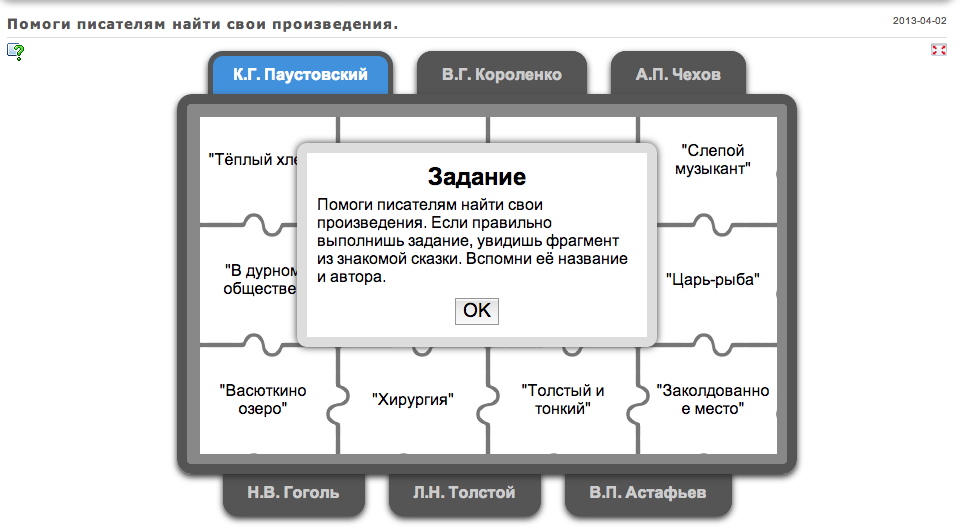 Помоги писателям найти свои произведения.
2013-04-02
К.Г. Паустовский
В.Г. Короленко
А.П. Чехов
"Тёплый хле
"Слепой
музыкант"
Задание
Помоги писателям найти свои
произведения. Если правильно
выполнишь задание, увидишь фрагмент
из знакомой сказки. Вспомни её название
и автора.
OK
"В дурном
обществе
"Царь-рыба"
"Васюткино
озеро"
"Хирургия"
"Толстый и
тонкий"
"Заколдованно
е место"
Н.В. Гоголь
Л.Н. Толстой
В.П. Астафьев